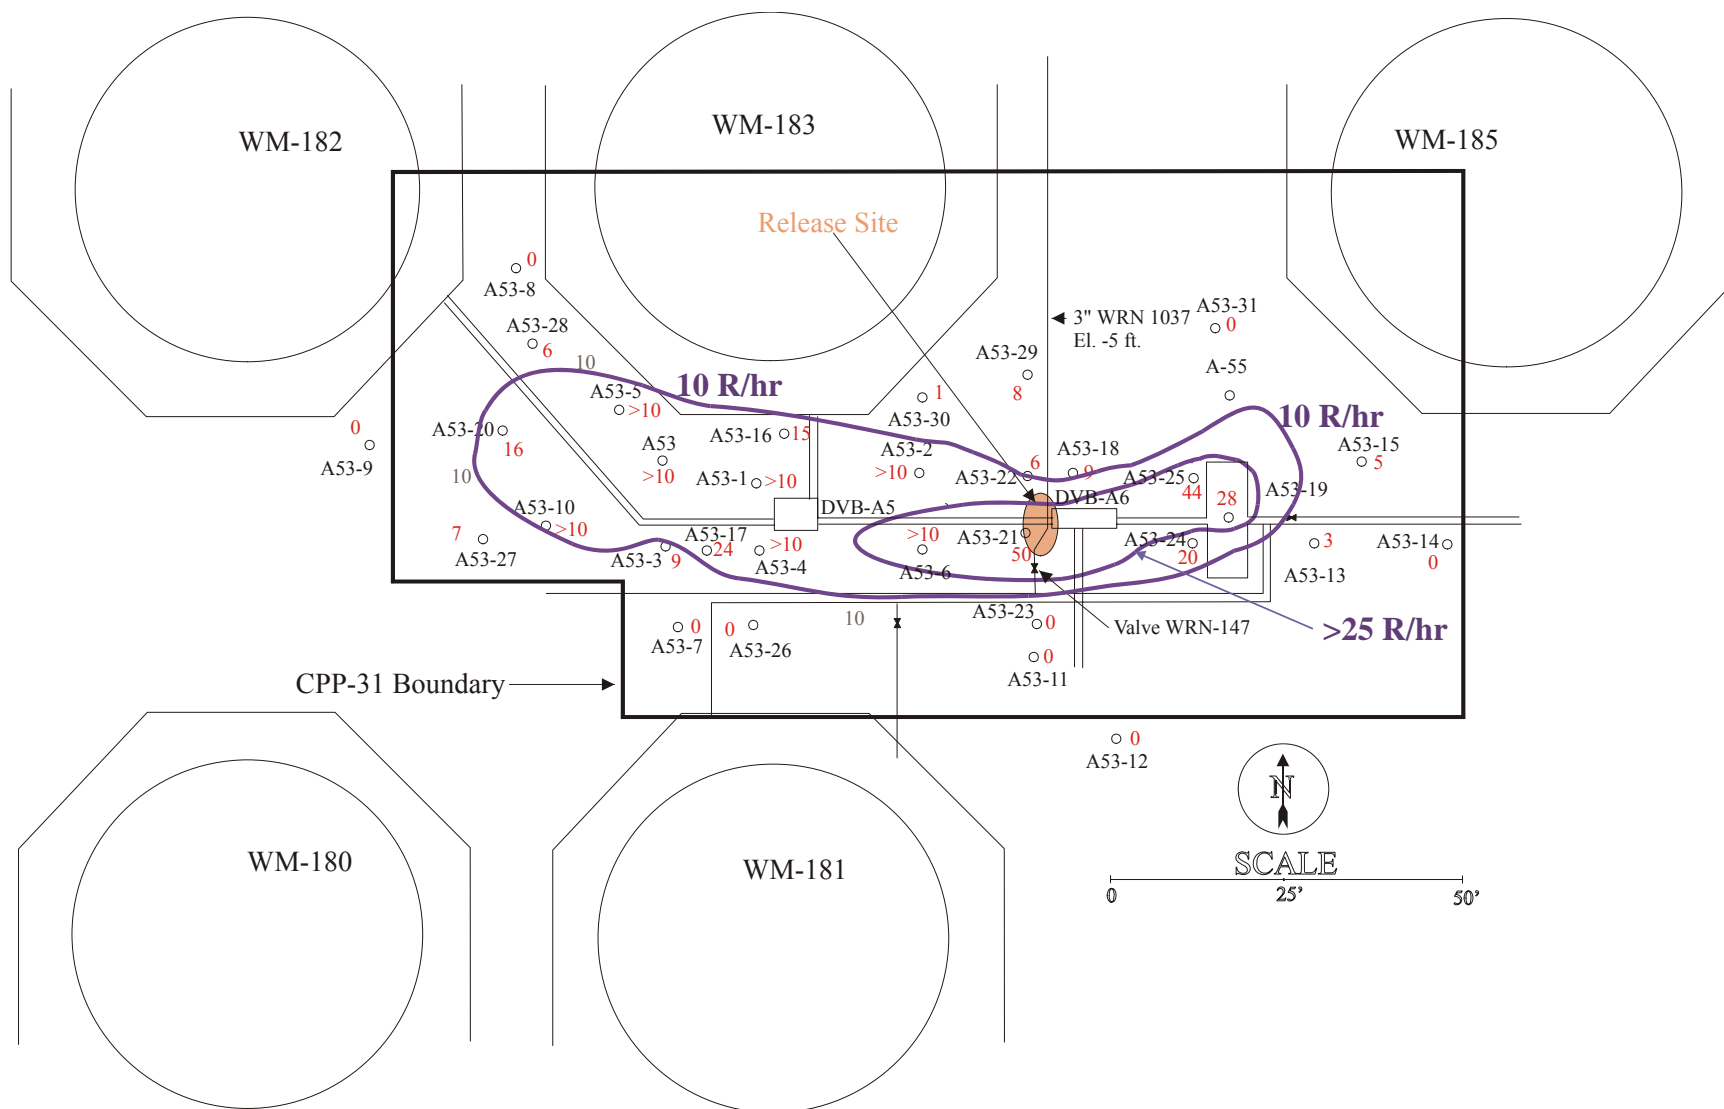 WM-182
WM-183
WM-185
Release Site
0
A53-8
A53-28
6
10
3" WRN 1037
El. -5 ft.
A53-31
0
A53-29
8
A-55
10 R/hr
A53-5
>10
1
A53-30
10 R/hr
A53-20
16
0
A53-9
A53-16
15
A53
>10
A53-1
>10
A53-2
>10
A53-18
9
6
A53-22
A53-15
5
10
A53-25
44
A53-19
28
A53-10
>10
DVB-A5
DVB-A6
7
A53-27
A53-17
24
A53-3
9
>10
A53-4
>10
A53-6
A53-21
50
A53-24
20
3
A53-13
A53-14
0
10
A53-23
0
Valve WRN-147
>25 R/hr
0
A53-7
0
A53-26
0
A53-11
CPP-31 Boundary
0
A53-12
N
WM-180
WM-181
SCALE
0
25'
50'